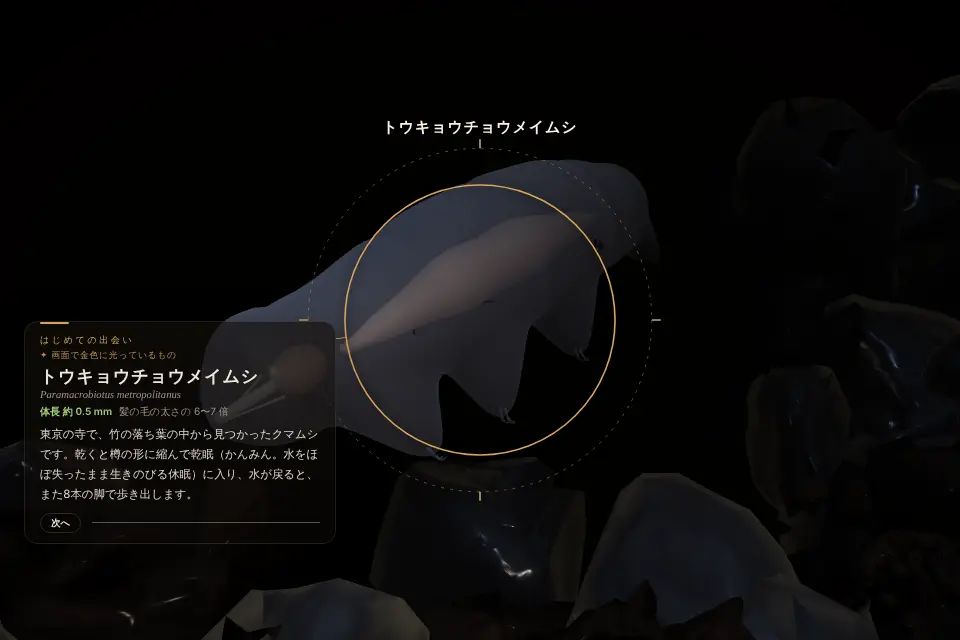 トウキョウチョウメイムシ
はじめての出会い
✦ 画面で金色に光っているもの
トウキョウチョウメイムシ
Paramacrobiotus metropolitanus
体長 約 0.5 mm 髪の毛の太さの 6〜7 倍
東京の寺で、竹の落ち葉の中から見つかったクマムシ
です。乾くと樽の形に縮んで乾眠（かんみん。水をほ
ぼ失ったまま生きのびる休眠）に入り、水が戻ると、
また8本の脚で歩き出します。
次へ